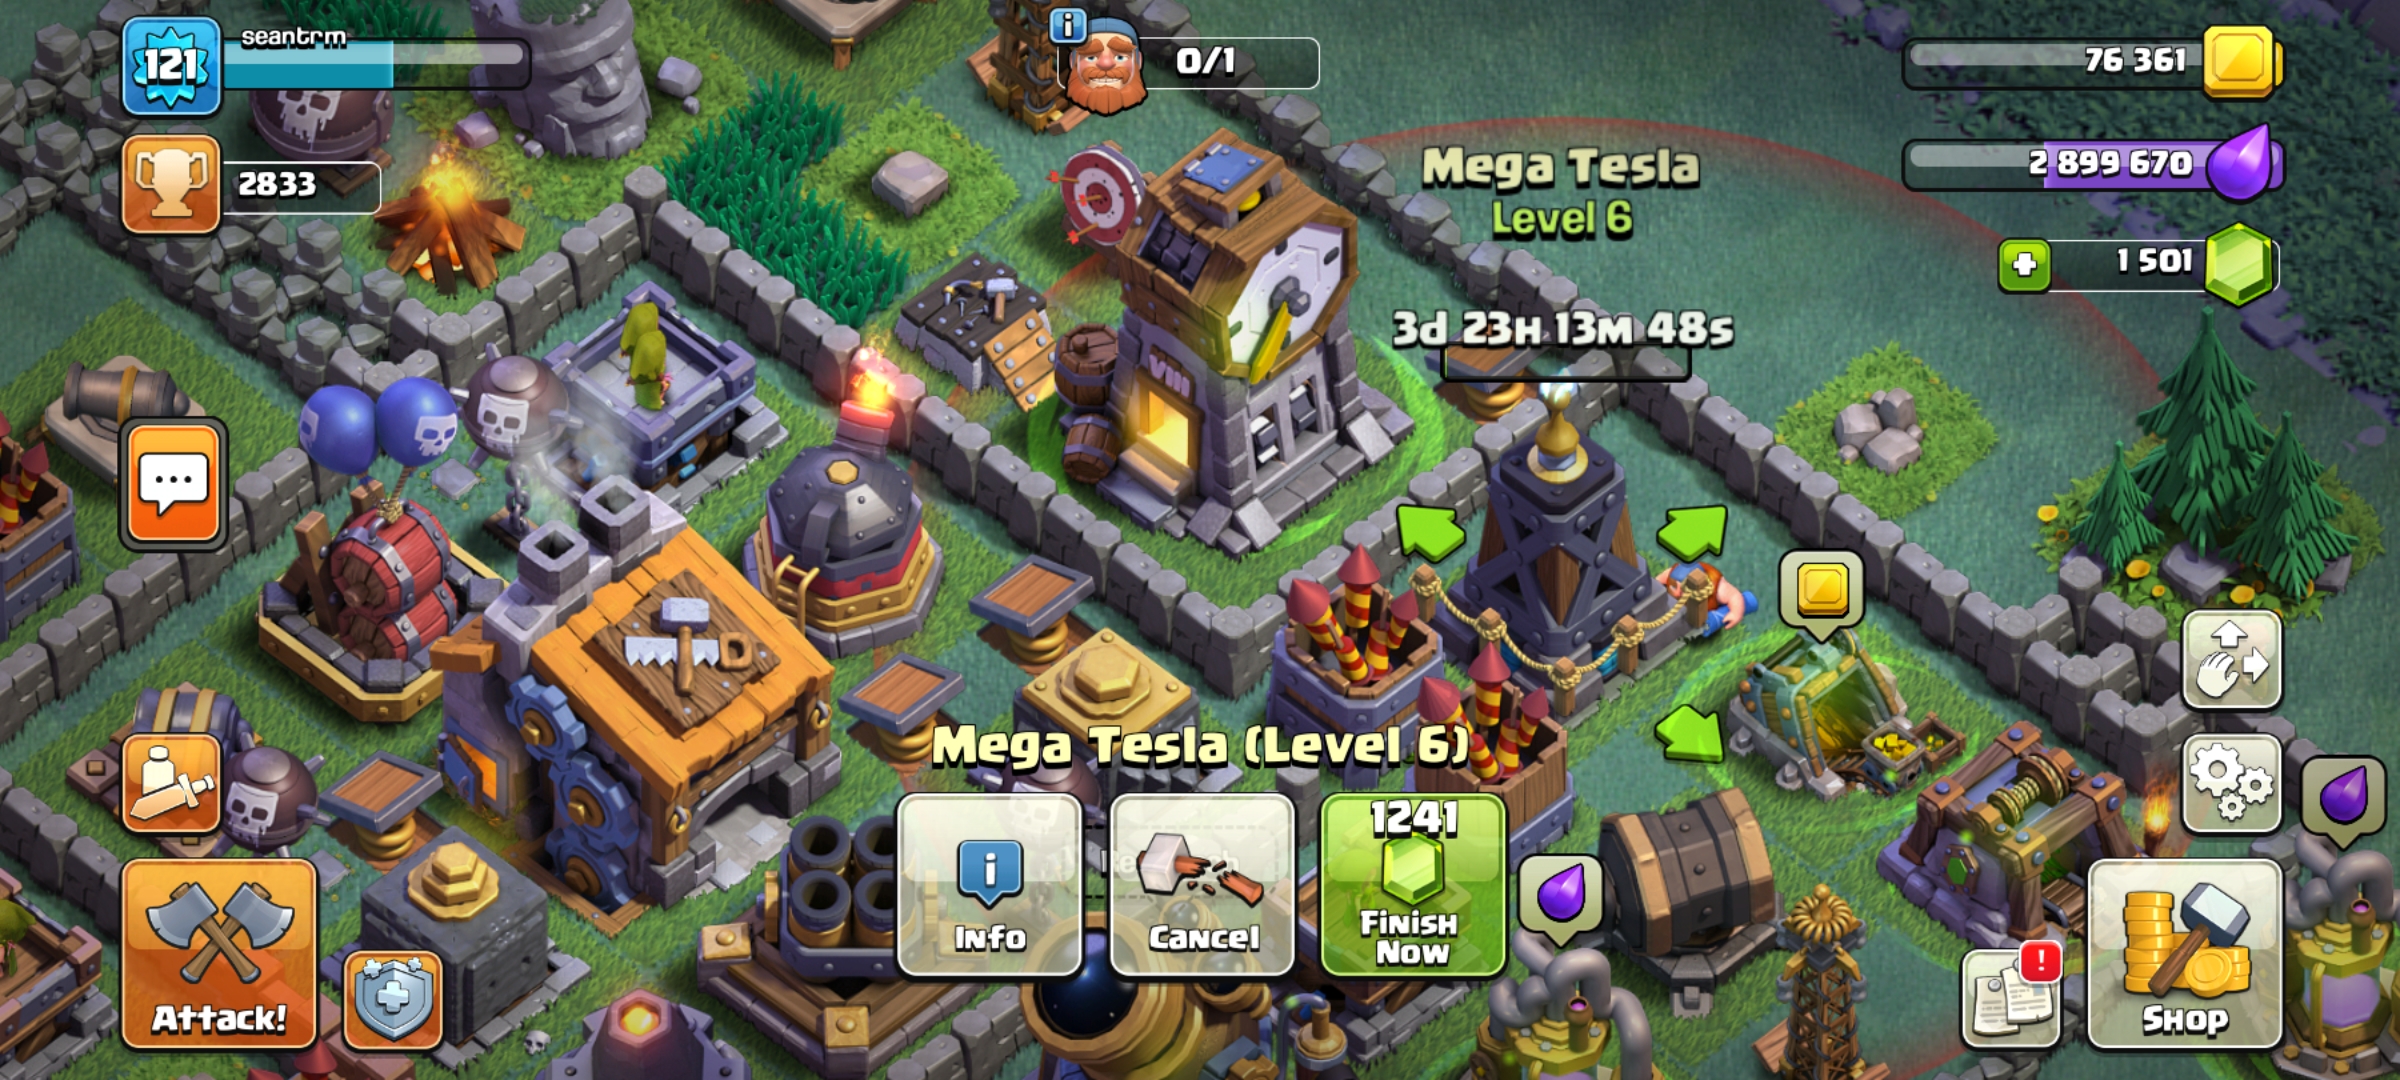 121
seantrm
0/1
76 361
2833
2 899 670
1 501
Mega Tesla
Level 6
3d 23H 13M 48s
VIII
Mega Tesla (Level 6)
Info
Cancel
1241
Finish
Now
Attack!
!
Shop